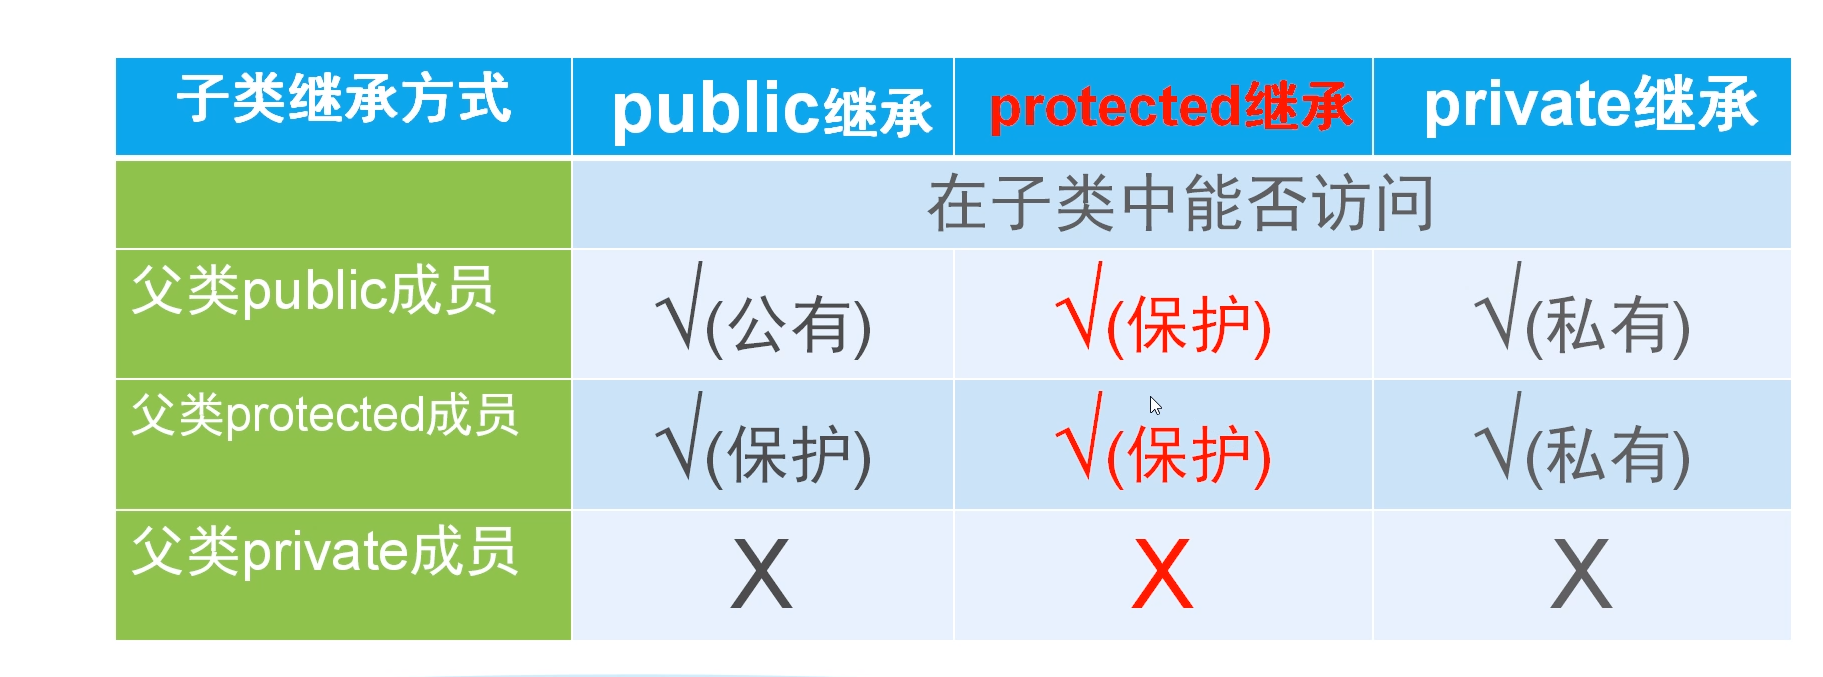 子类继承方式 public继承 protected继承 private继承
在子类中能否访问
父类public成员 √(公有) √(保护) √(私有)
父类protected成员 √(保护) √(保护) √(私有)
父类private成员 X X X